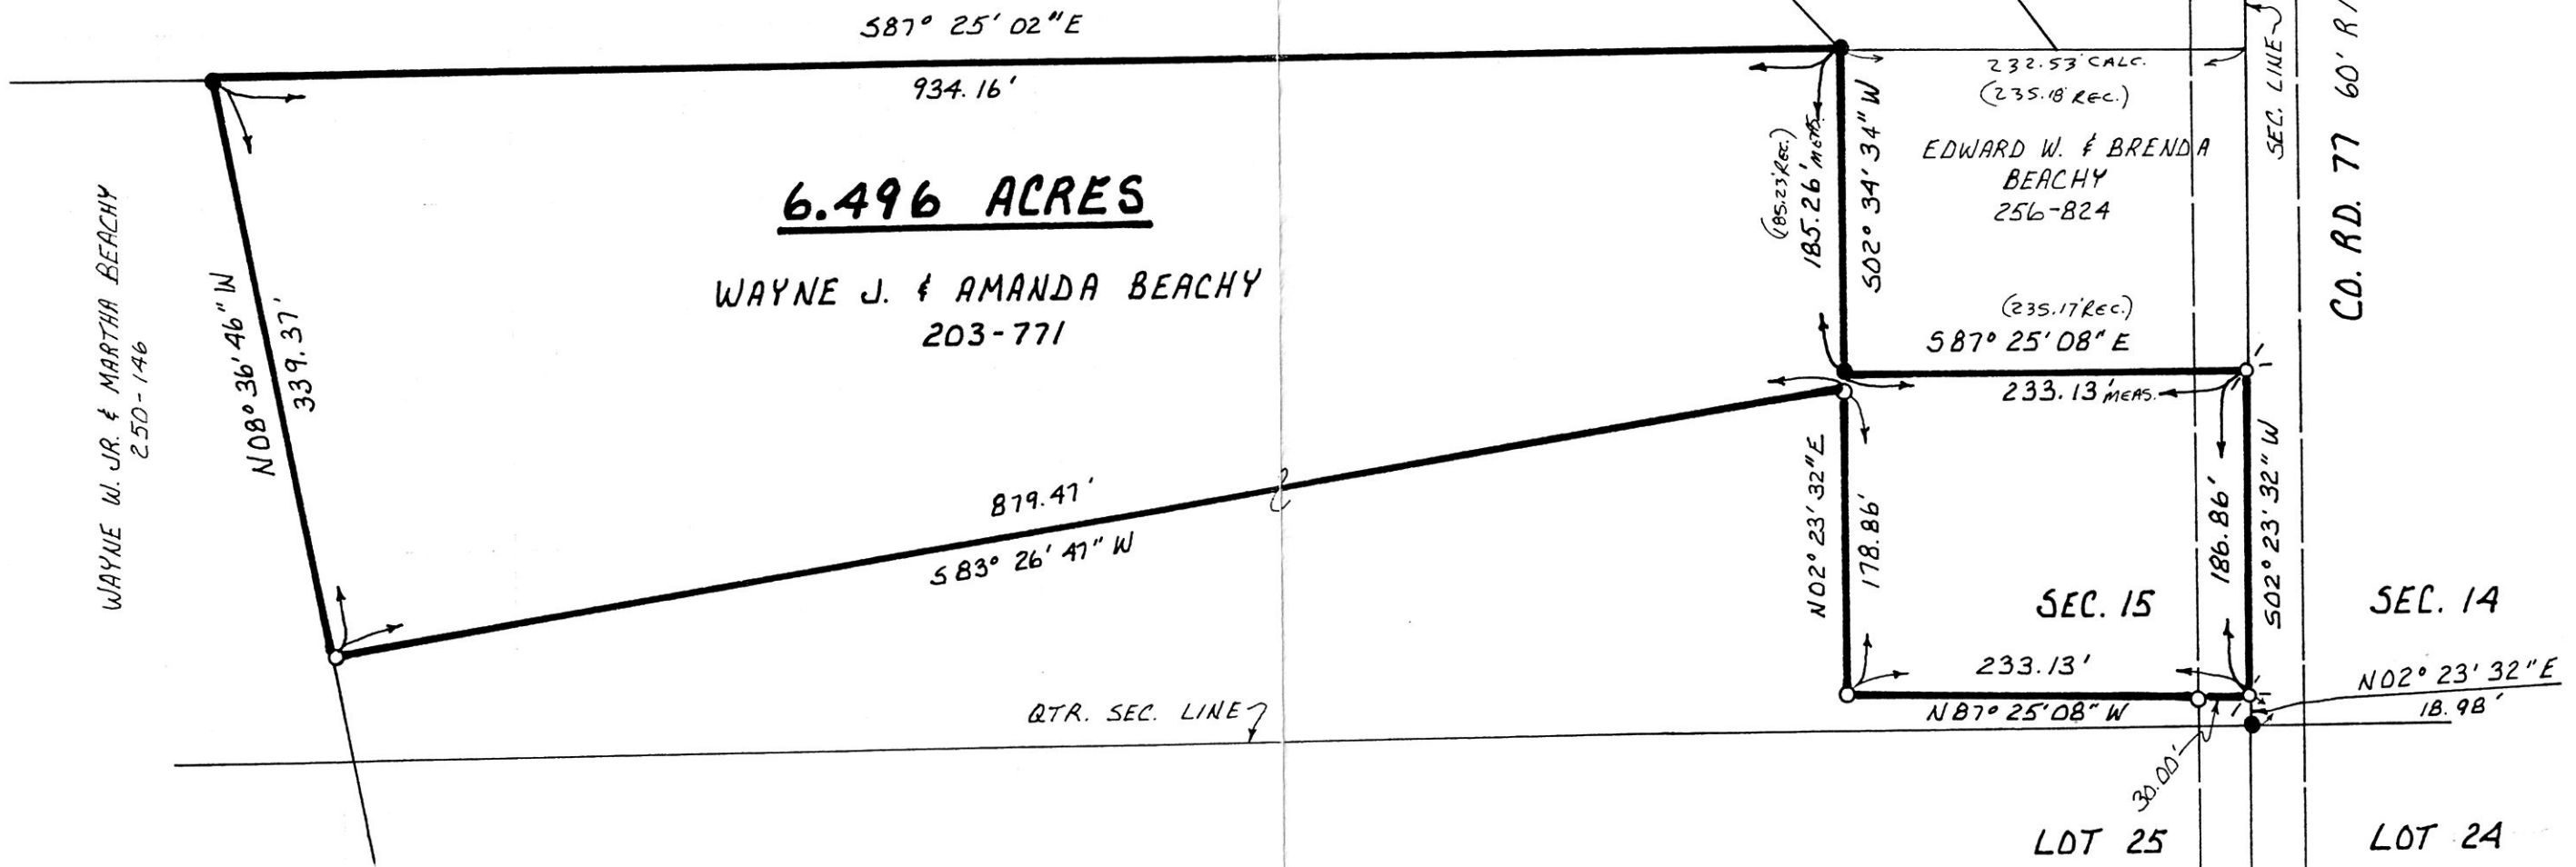 S87° 25' 02" E
934.16'
6.496 ACRES
WAYNE J. & AMANDA BEACHY
203-771
WAYNE W. JR. & MARTHA BEACHY
250-146
N08° 36' 46" W
339.37'
879.47'
S83° 26' 47" W
QTR. SEC. LINE
(185.23' REC.)
185.26' MEAS.
S02° 34' 34" W
232.53' CALC.
(235.18' REC.)
EDWARD W. & BRENDA
BEACHY
256-824
(235.17' REC.)
S87° 25' 08" E
233.13' MEAS.
N02° 23' 32" E
178.86'
SEC. 15
186.86'
S02° 23' 32" W
233.13'
N87° 25' 08" W
30.00'
SEC. LINE
CO. RD. 77 60' R/
SEC. 14
N02° 23' 32" E
18.98'
LOT 25
LOT 24